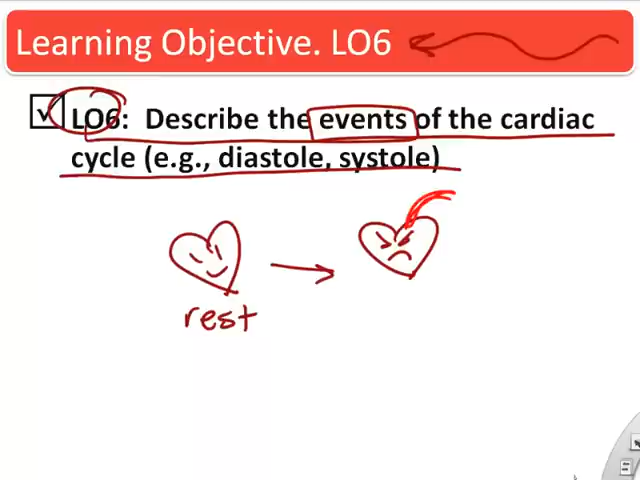 Learning Objective. LO6
LO6: Describe the events of the cardiac
cycle (e.g., diastole, systole)
rest